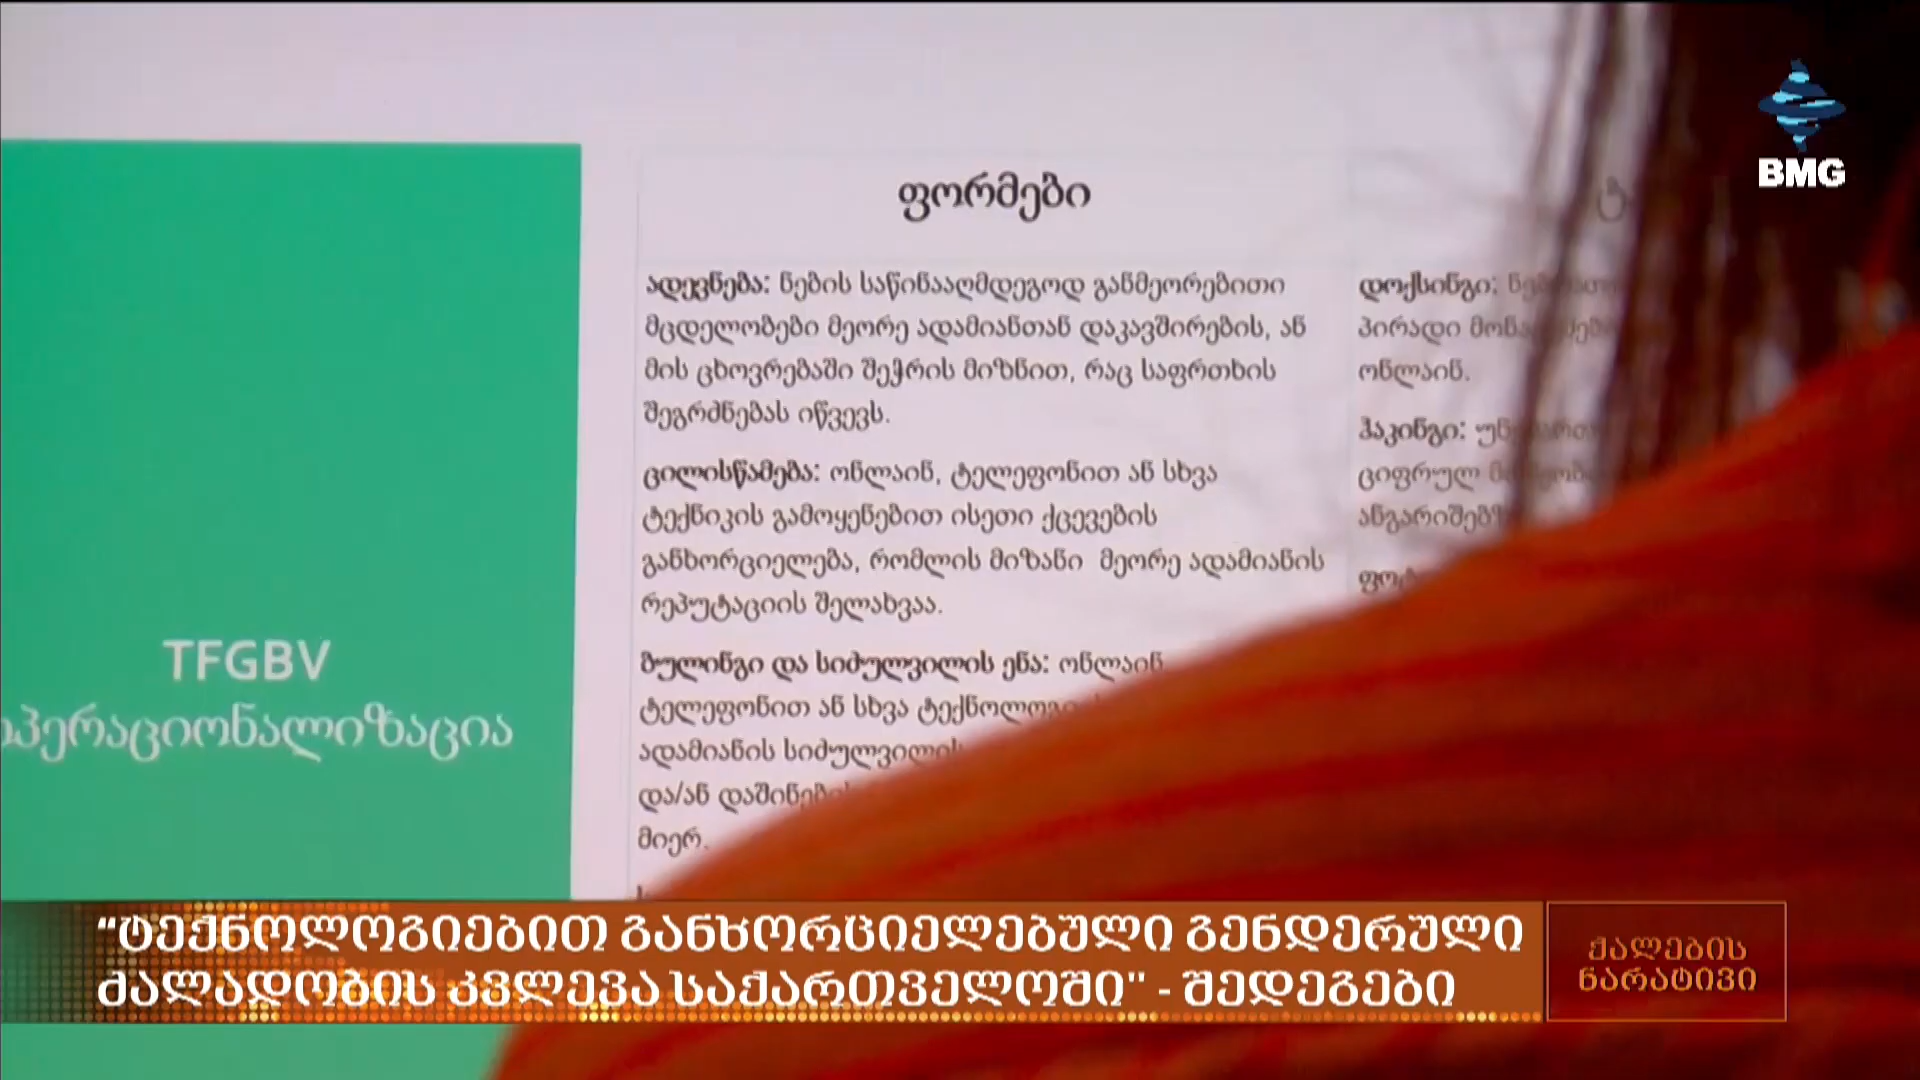 BMG
ფორმები
ადევნება: ნების საწინააღმდეგოდ განმეორებითი
მცდელობები მეორე ადამიანთან დაკავშირების, ან
მის ცხოვრებაში შეჭრის მიზნით, რაც საფრთხის
შეგრძნებას იწვევს.
ცილისწამება: ონლაინ, ტელეფონით ან სხვა
ტექნიკის გამოყენებით ისეთი ქცევების
განხორციელება, რომლის მიზანი მეორე ადამიანის
რეპუტაციის შელახვაა.
ბულინგი და სიძულვილის ენა: ონლაინ
ტელეფონით ან სხვა
ადამიანის სიძულვილის
და/ან
მიერ.
დოქსინგი:
პირადი
ონლაინ.
ჰაკინგი:
ციფრულ
TFGBV
ოპერაციონალიზაცია
“ტექნოლოგიებით განხორციელებული გენდერული
ძალადობის კვლევა საქართველოში" - შედეგები
ქალების
ნარატივი